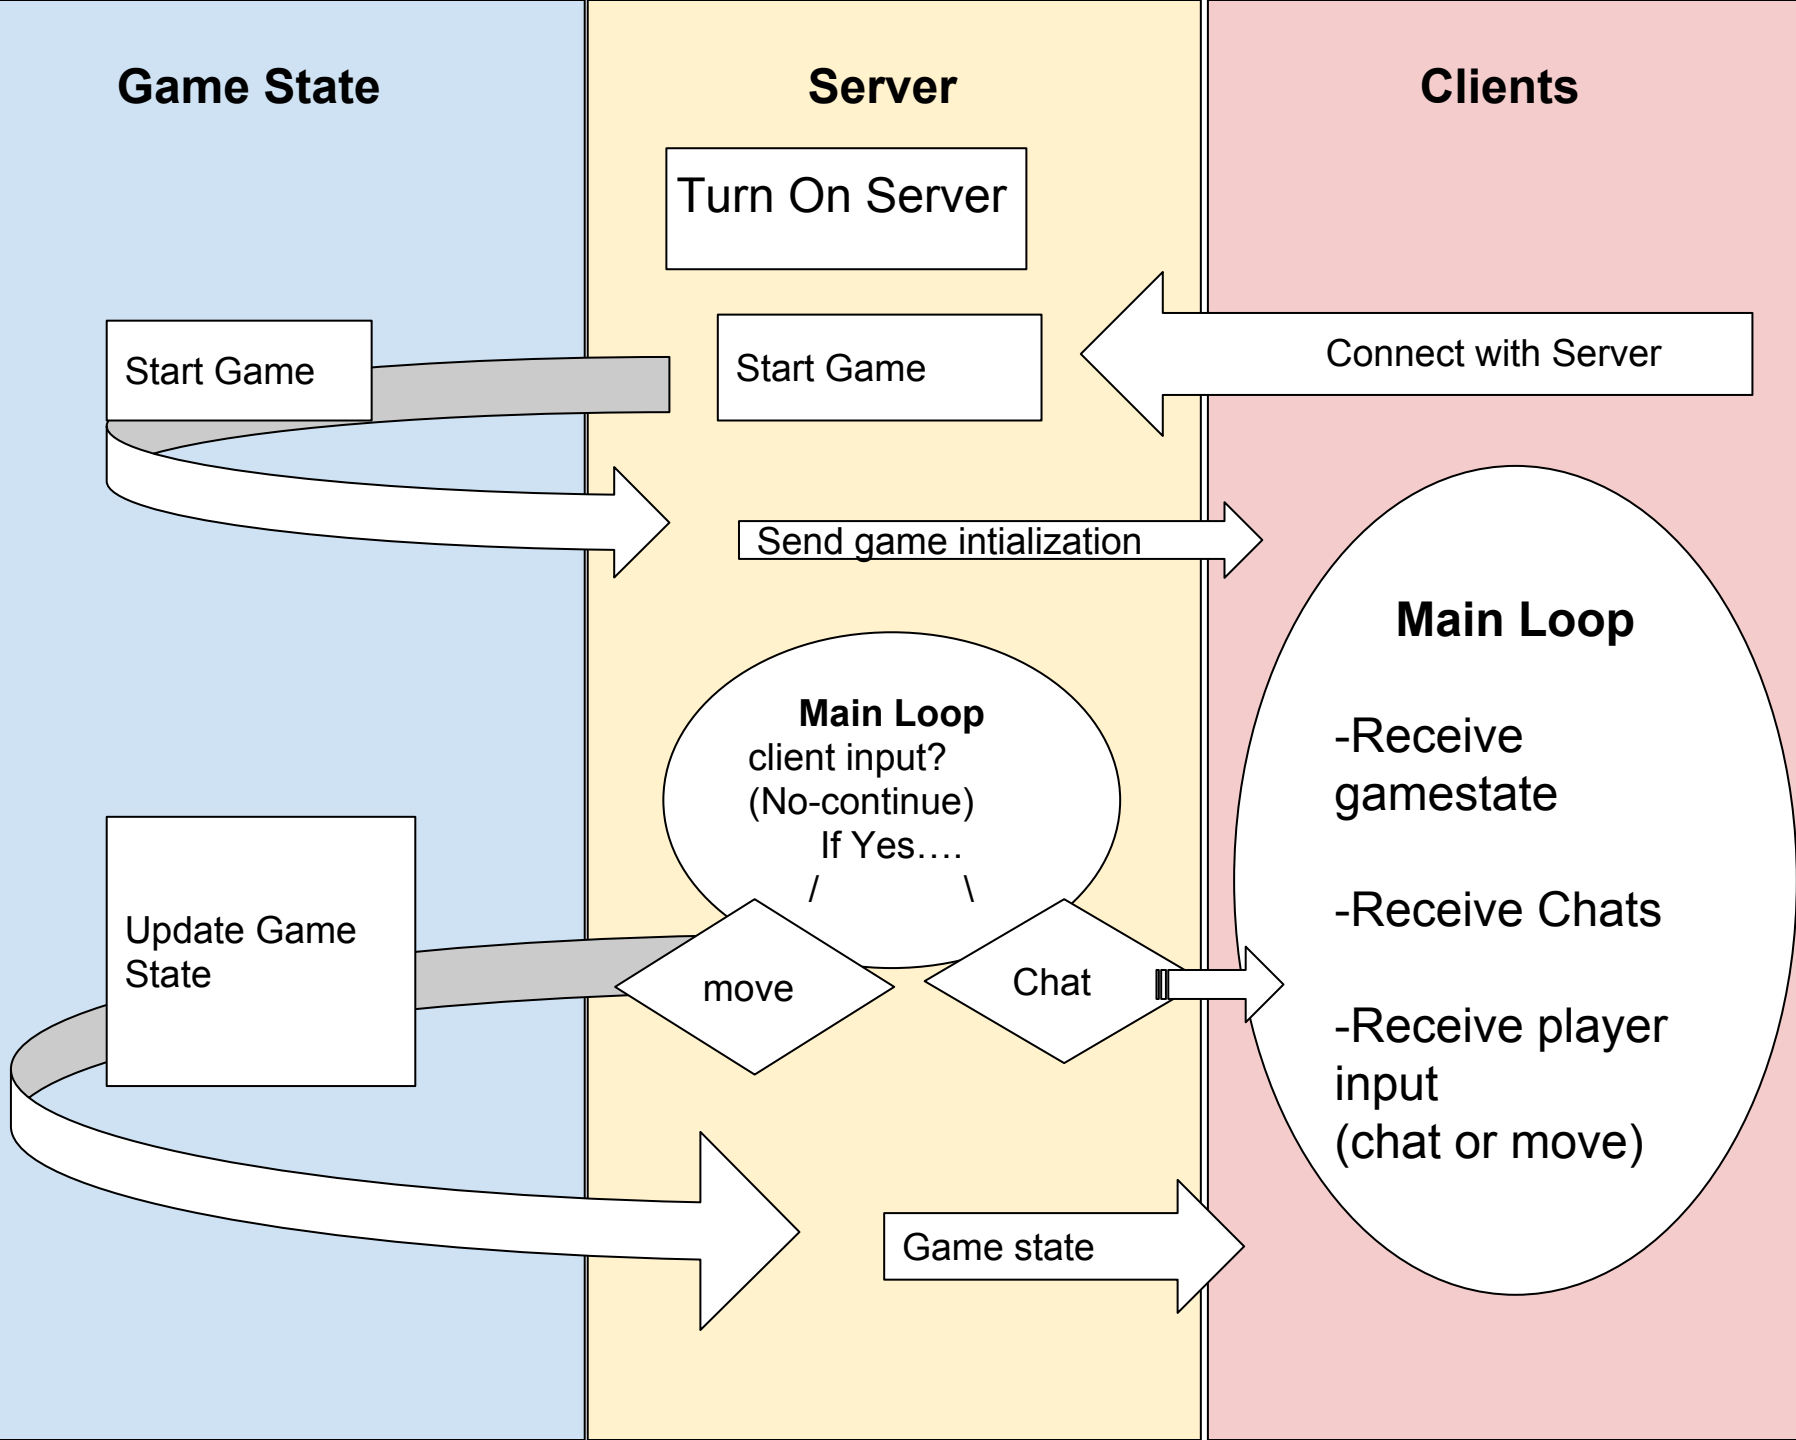 Game State
Server
Clients
Turn On Server
Start Game
Start Game
Connect with Server
Send game intialization
Main Loop
client input?
(No-continue)
If Yes….
/ \
move
Chat
Main Loop
-Receive
gamestate
-Receive Chats
-Receive player
input
(chat or move)
Update Game
State
Game state